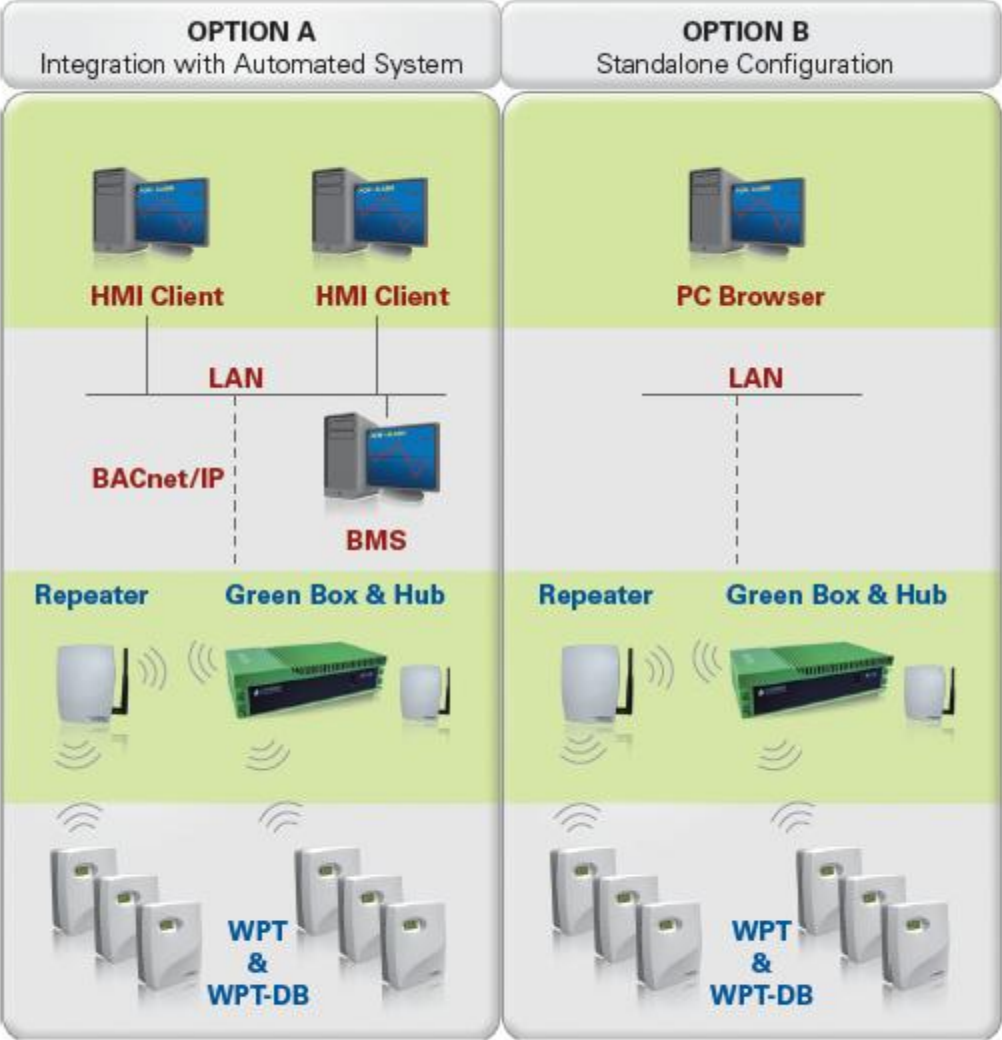 OPTION A
Integration with Automated System
OPTION B
Standalone Configuration
HMI Client
HMI Client
LAN
BACnet/IP
BMS
Repeater
Green Box & Hub
WPT
&
WPT-DB
PC Browser
LAN
Repeater
Green Box & Hub
WPT
&
WPT-DB